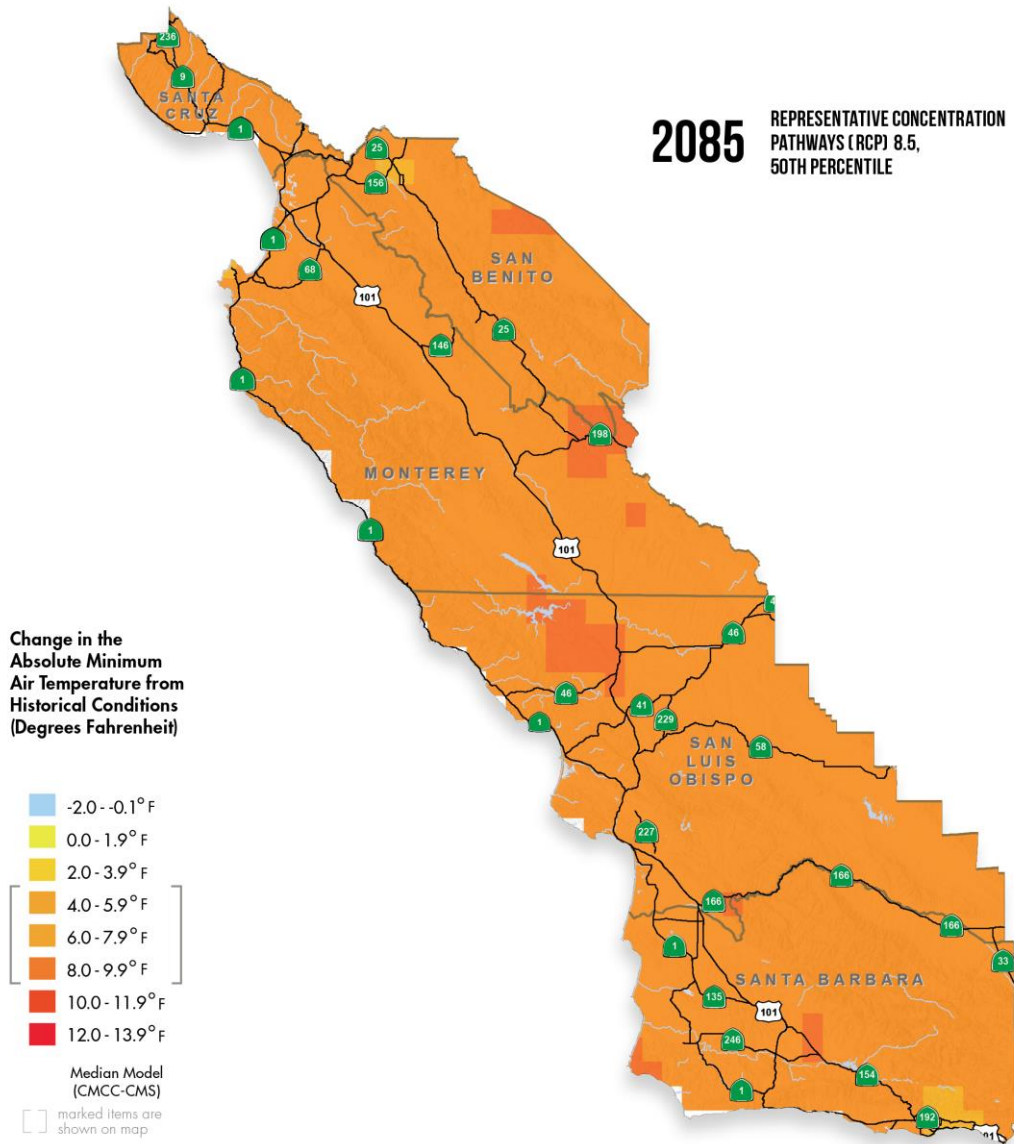 236
9
SANTA
CRUZ
1
2085
REPRESENTATIVE CONCENTRATION
PATHWAYS (RCP) 8.5,
50TH PERCENTILE
25
156
1
68
SAN
BENITO
101
25
146
1
198
MONTEREY
1
101
46
46
41
229
1
SAN
LUIS
OBISPO
58
227
166
166
166
33
1
SANTA BARBARA
135
101
246
154
1
192
101
Change in the
Absolute Minimum
Air Temperature from
Historical Conditions
(Degrees Fahrenheit)
-2.0 - -0.1° F
0.0 - 1.9° F
2.0 - 3.9° F
4.0 - 5.9° F
6.0 - 7.9° F
8.0 - 9.9° F
10.0 - 11.9° F
12.0 - 13.9° F
Median Model
(CMCC-CMS)
marked items are
shown on map